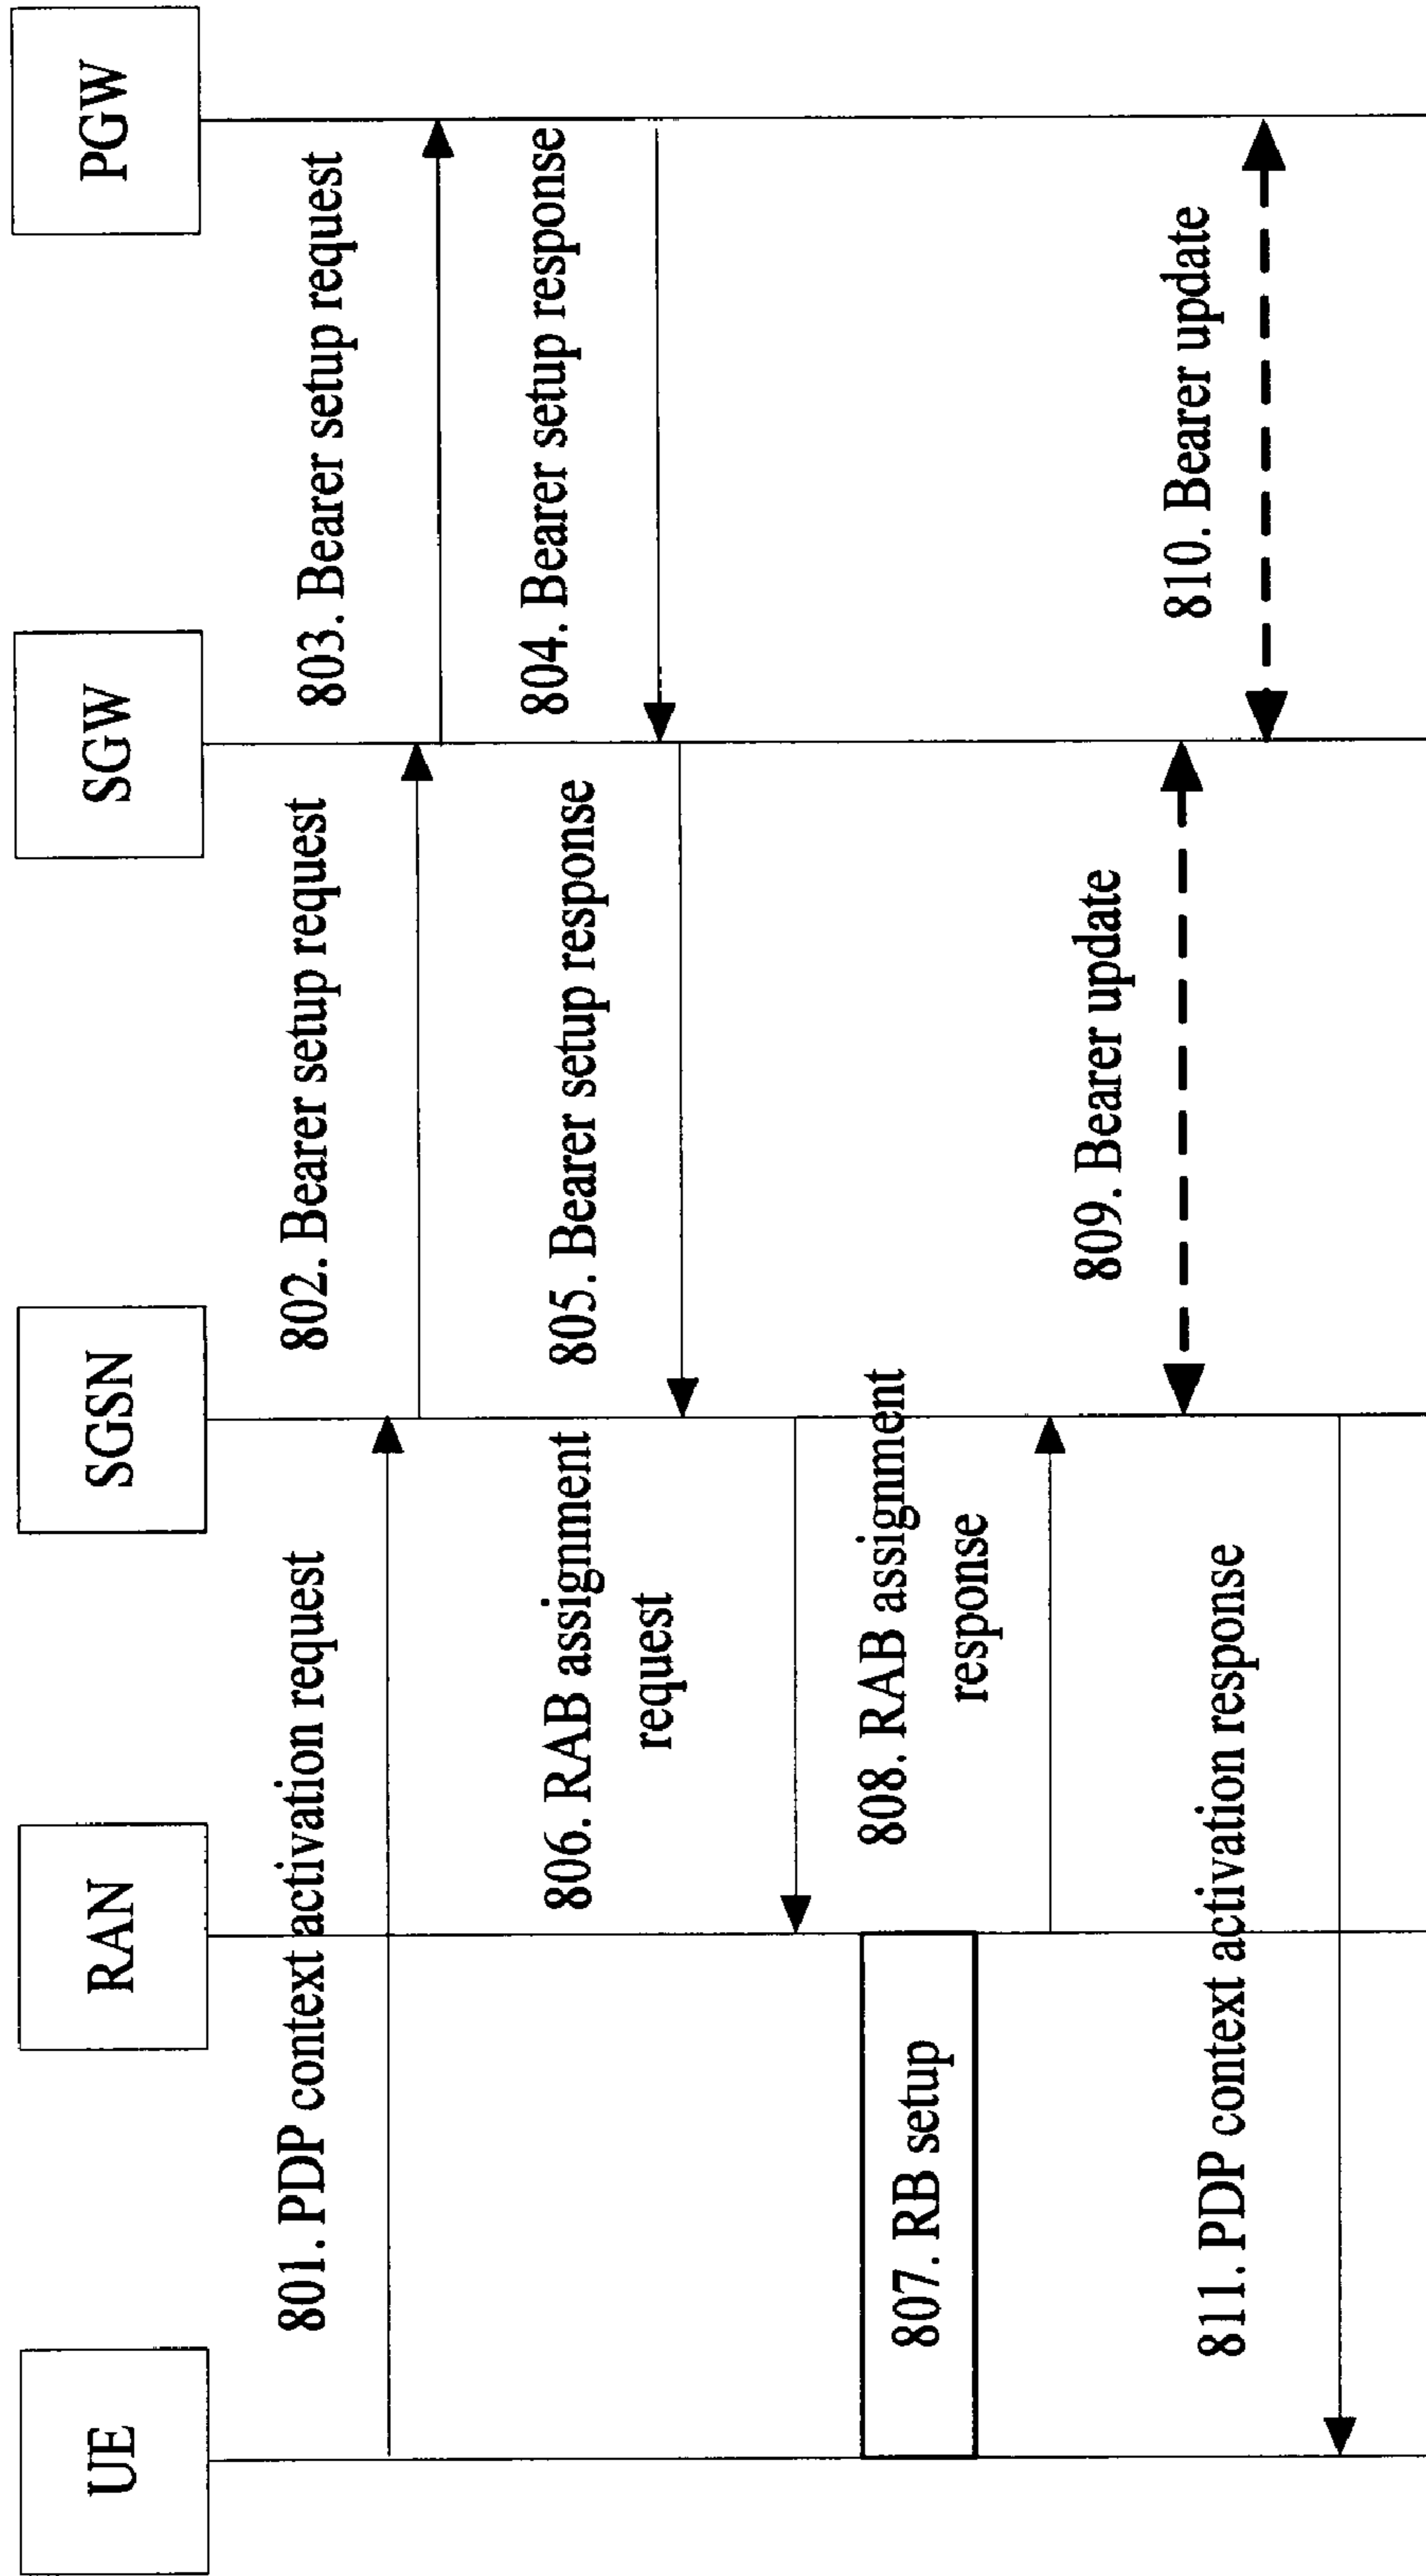 UE
RAN
SGSN
SGW
PGW
801. PDP context activation request
802. Bearer setup request
803. Bearer setup request
804. Bearer setup response
805. Bearer setup response
806. RAB assignment
request
807. RB setup
808. RAB assignment
response
809. Bearer update
810. Bearer update
811. PDP context activation response